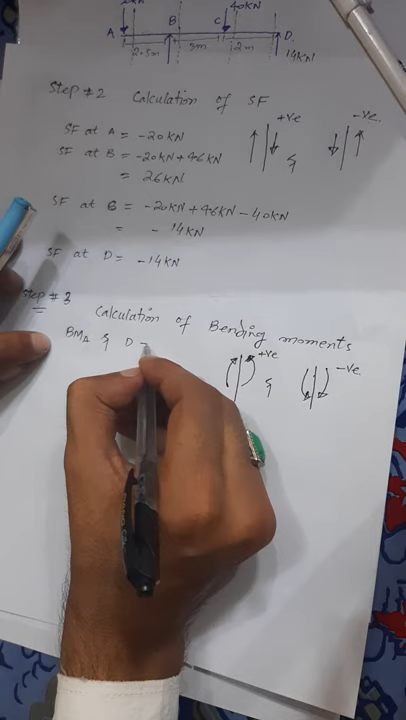 40KN
A B C D
2.5m 5m 2m
14KN
Step #2 Calculation of SF
SF at A = -20KN
+ve & -ve
SF at B = -20KN+46KN
= 26KN
SF at C = -20KN+46KN-40KN
= -14KN
SF at D = -14KN
Step #3
Calculation of Bending moments
BMA & D =
+ve & -ve